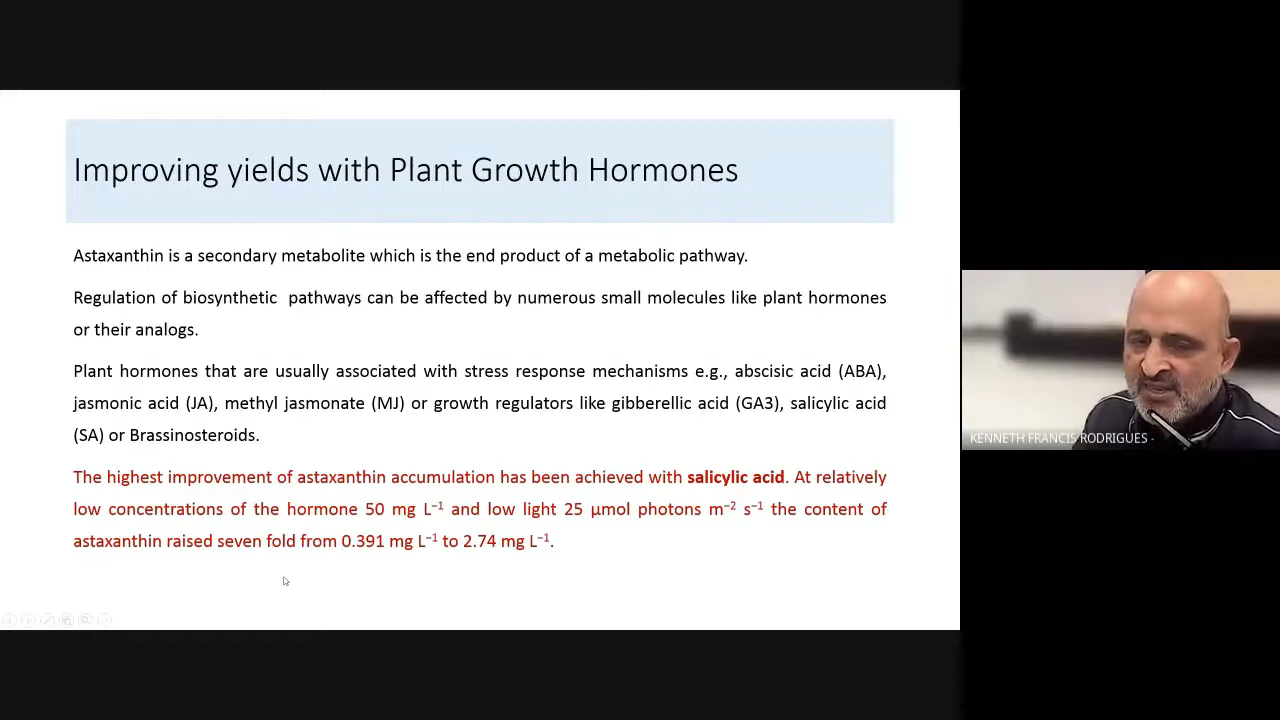 Improving yields with Plant Growth Hormones
Astaxanthin is a secondary metabolite which is the end product of a metabolic pathway.
Regulation of biosynthetic pathways can be affected by numerous small molecules like plant hormones
or their analogs.
Plant hormones that are usually associated with stress response mechanisms e.g., abscisic acid (ABA),
jasmonic acid (JA), methyl jasmonate (MJ) or growth regulators like gibberellic acid (GA3), salicylic acid
(SA) or Brassinosteroids.
The highest improvement of astaxanthin accumulation has been achieved with salicylic acid. At relatively
low concentrations of the hormone 50 mg L⁻¹ and low light 25 µmol photons m⁻² s⁻¹ the content of
astaxanthin raised seven fold from 0.391 mg L⁻¹ to 2.74 mg L⁻¹.
KENNETH FRANCIS RODRIGUES -